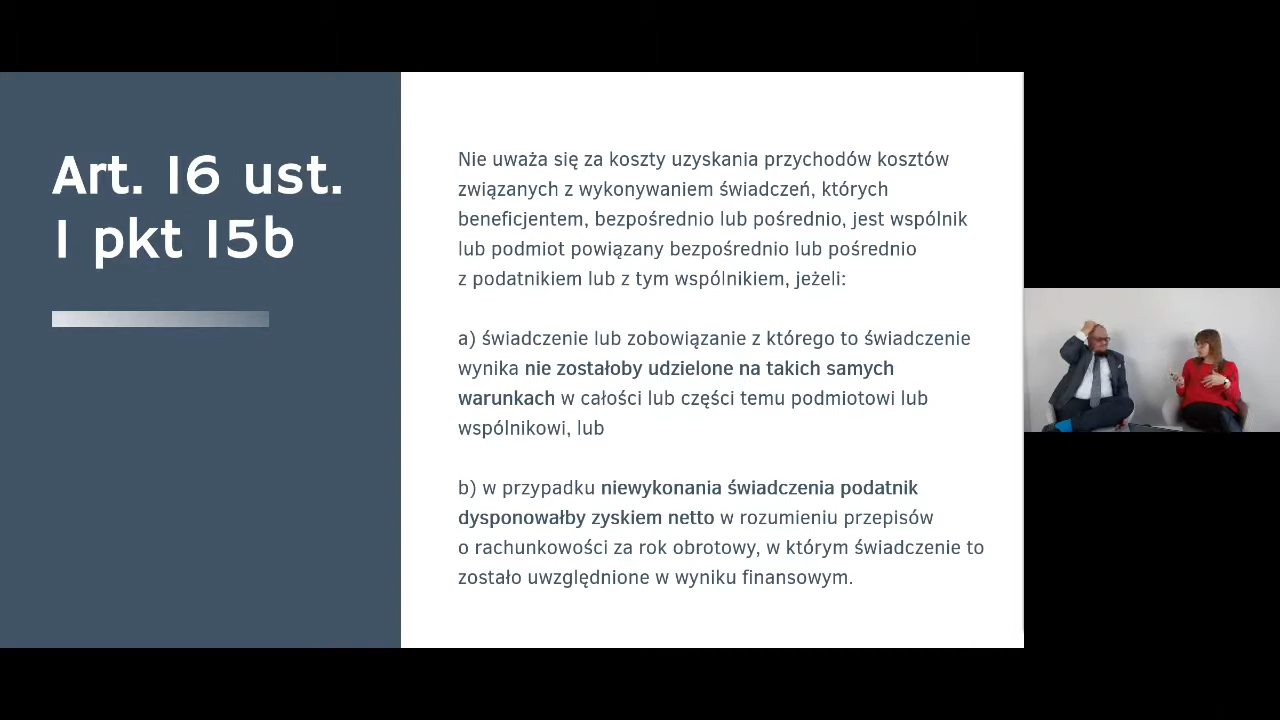 Art. 16 ust.
1 pkt 15b
Nie uważa się za koszty uzyskania przychodów kosztów
związanych z wykonywaniem świadczeń, których
beneficjentem, bezpośrednio lub pośrednio, jest wspólnik
lub podmiot powiązany bezpośrednio lub pośrednio
z podatnikiem lub z tym wspólnikiem, jeżeli:
a) świadczenie lub zobowiązanie z którego to świadczenie
wynika nie zostałoby udzielone na takich samych
warunkach w całości lub części temu podmiotowi lub
wspólnikowi, lub
b) w przypadku niewykonania świadczenia podatnik
dysponowałby zyskiem netto w rozumieniu przepisów
o rachunkowości za rok obrotowy, w którym świadczenie to
zostało uwzględnione w wyniku finansowym.